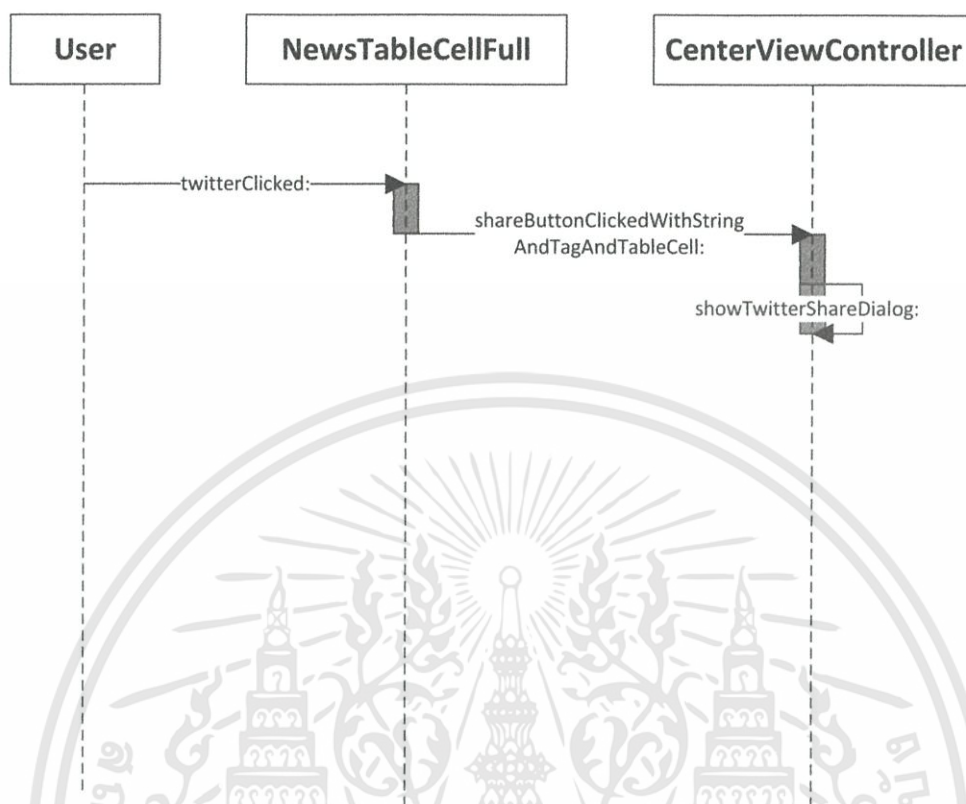 User
NewsTableCellFull
CenterViewController
twitterClicked:
shareButtonClickedWithString
AndTagAndTableCell:
showTwitterShareDialog: